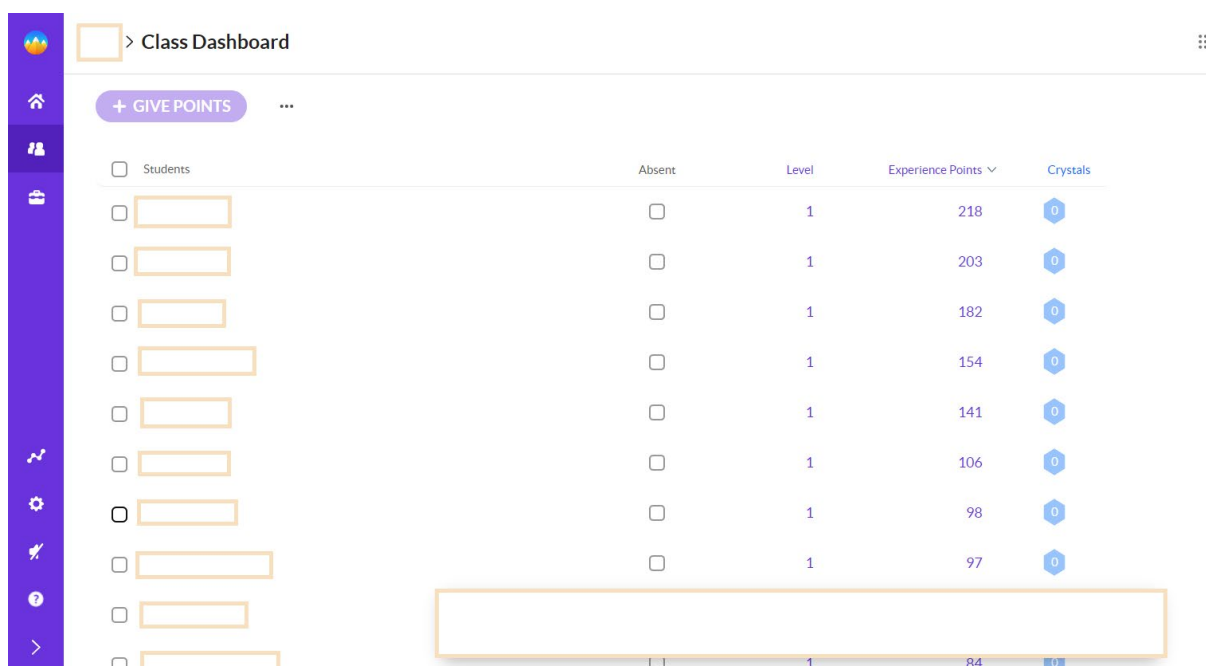 > Class Dashboard
+ GIVE POINTS ...
Students Absent Level Experience Points Crystals
1 218 0
1 203 0
1 182 0
1 154 0
1 141 0
1 106 0
1 98 0
1 97 0
1 84 0